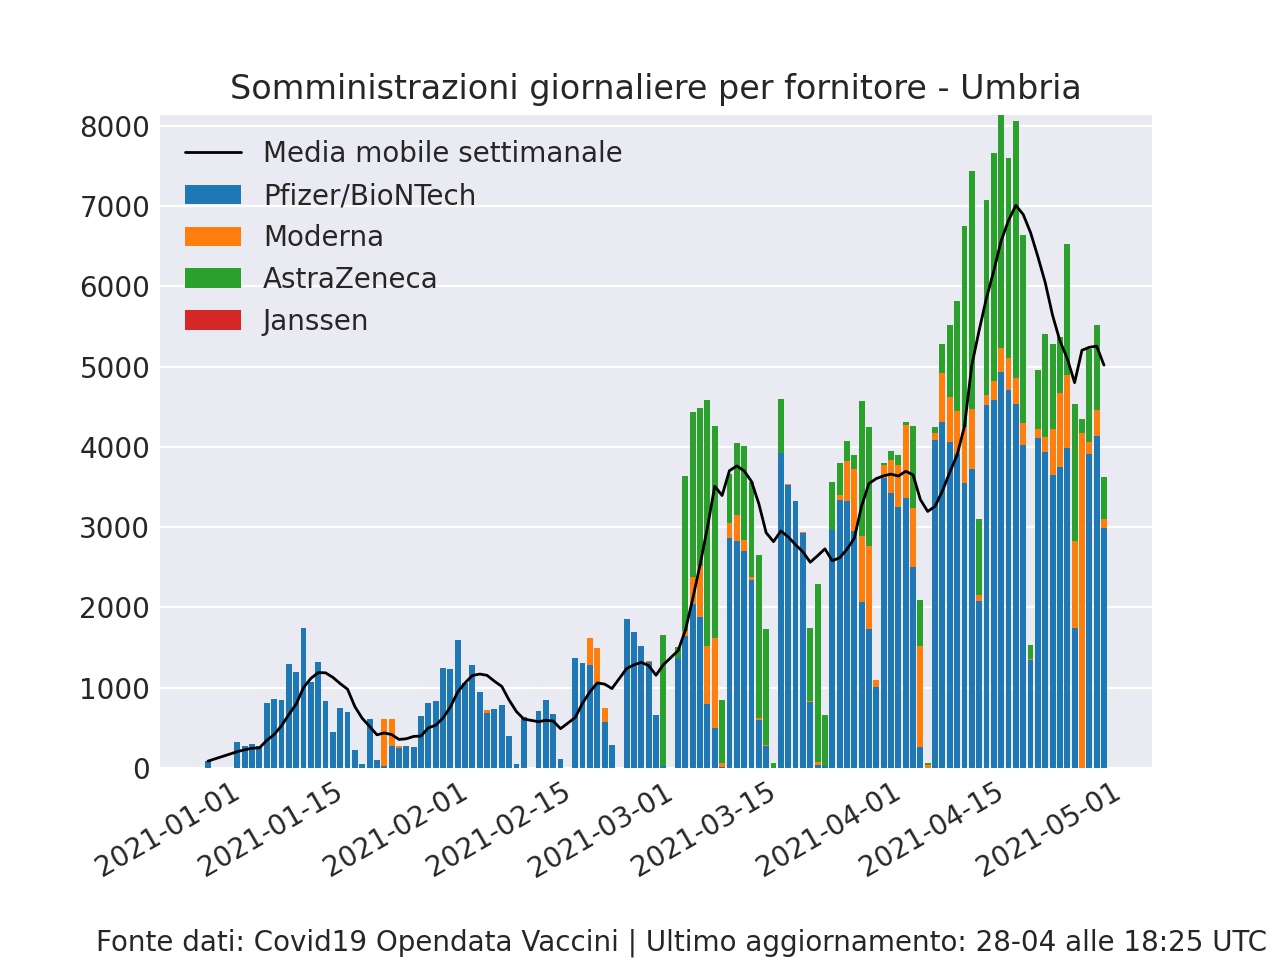 Somministrazioni giornaliere per fornitore - Umbria
8000
7000
6000
5000
4000
3000
2000
1000
0
Media mobile settimanale
Pfizer/BioNTech
Moderna
AstraZeneca
Janssen
2021-01-01
2021-01-15
2021-02-01
2021-02-15
2021-03-01
2021-03-15
2021-04-01
2021-04-15
2021-05-01
Fonte dati: Covid19 Opendata Vaccini | Ultimo aggiornamento: 28-04 alle 18:25 UTC